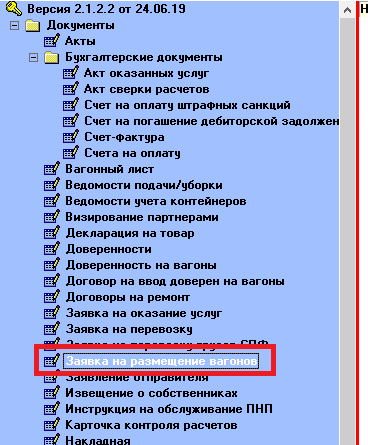 Версия 2.1.2.2 от 24.06.19
Документы
Акты
Бухгалтерские документы
Акт оказанных услуг
Акт сверки расчетов
Счет на оплату штрафных санкций
Счет на погашение дебиторской задолжен
Счет-фактура
Счета на оплату
Вагонный лист
Ведомости подачи/уборки
Ведомости учета контейнеров
Визирование партнерами
Декларация на товар
Доверенности
Доверенность на вагоны
Договор на ввод доверен на вагоны
Договоры на ремонт
Заявка на оказание услуг
Заявка на перевозку
Заявка на перевозку грузов СПФ
Заявка на размещение вагонов
Заявление отправителя
Извещение о собственниках
Инструкция на обслуживание ПНП
Карточка контроля расчетов
Накладная